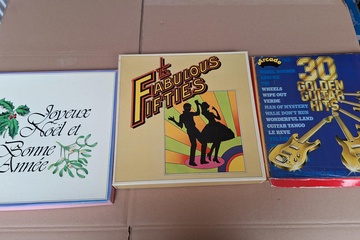 Joyeux
Noël et
Bonne
Année
The
FABULOUS
FIFTIES
Arcade
30
GOLDEN
GUITAR
HITS
WHEELS
WIPE OUT
MAN OF MYSTERY
WALK DON'T RUN
WONDERFUL LAND
GUITAR TANGO
LE RÊVE